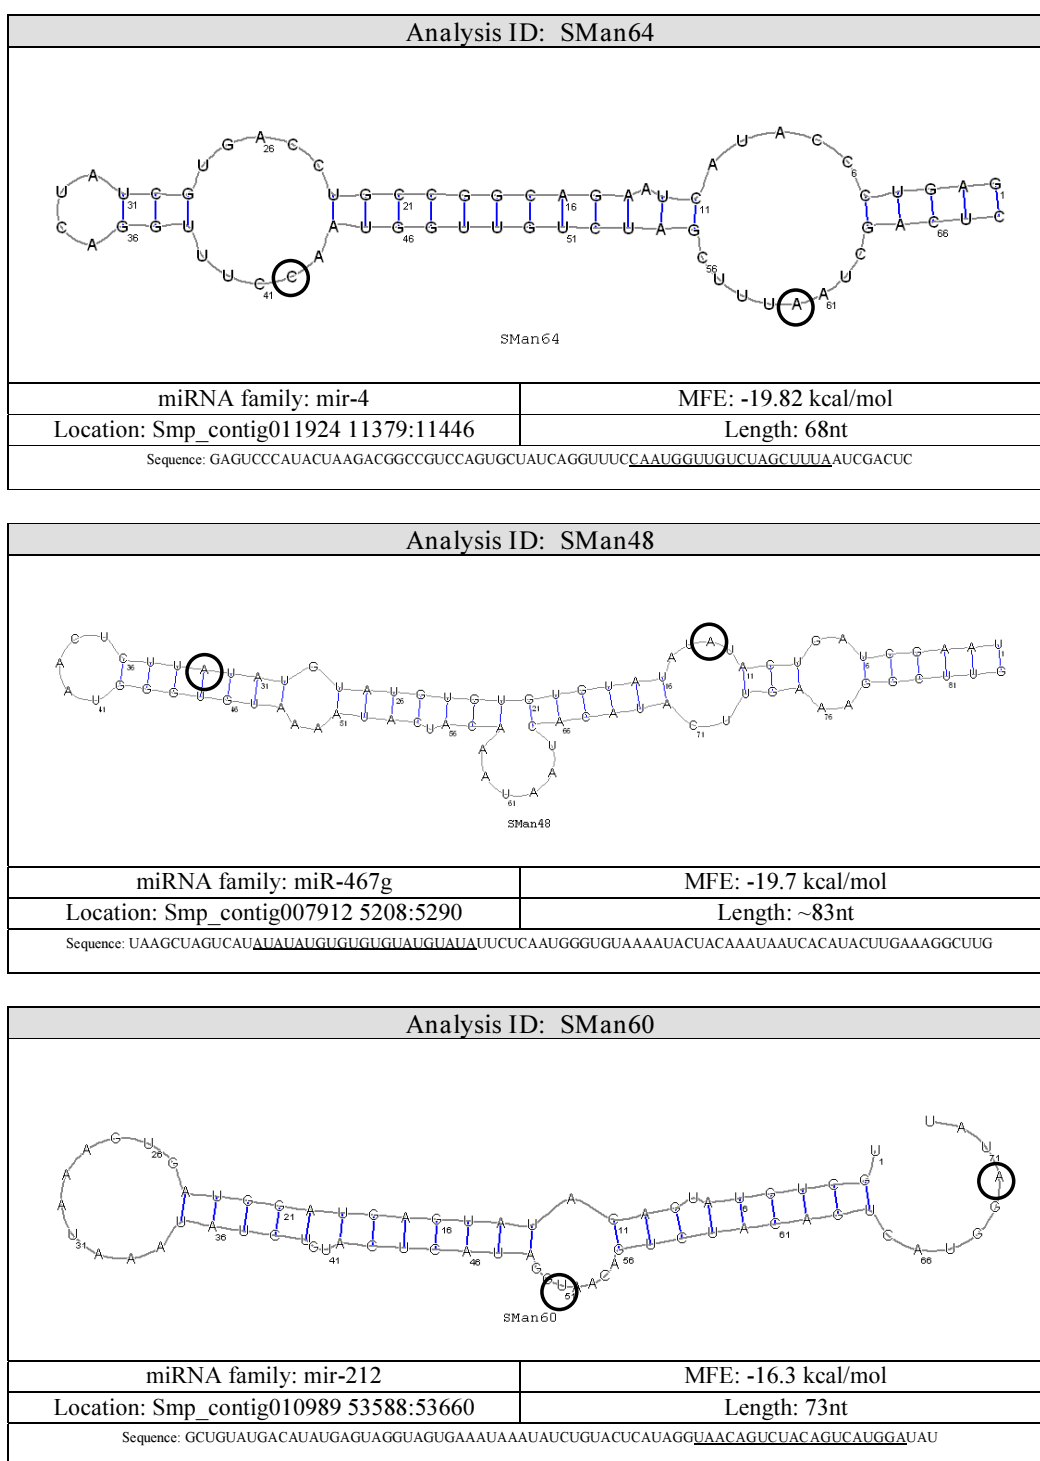 Analysis ID: SMan64
SMan64
miRNA family: mir-4 MFE: -19.82 kcal/mol
Location: Smp_contig011924 11379:11446 Length: 68nt
Sequence: GAGUCCCAUACUAAGACGGCCGUCCAGUGCUAUCAGGUUUCCAAUGGUUGUCUAGCUUUAAUCGACUC
Analysis ID: SMan48
SMan48
miRNA family: miR-467g MFE: -19.7 kcal/mol
Location: Smp_contig007912 5208:5290 Length: ~83nt
Sequence: UAAGCUAGUCAUAUAUAUGUGUGUGUAUGUAUAUUCUCAAUGGGUGUAAAAUACUACAAAUAAUCACAUACUUGAAAGGCUUG
Analysis ID: SMan60
SMan60
miRNA family: mir-212 MFE: -16.3 kcal/mol
Location: Smp_contig010989 53588:53660 Length: 73nt
Sequence: GCUGUAUGACAUAUGAGUAGGUAGUGAAAUAAAUAUCUGUACUCAUAGGUAACAGUCUACAGUCAUGGAUAU